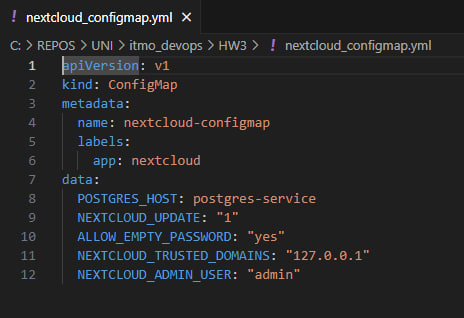 ! nextcloud_configmap.yml ×
C: > REPOS > UNI > itmo_devops > HW3 > ! nextcloud_configmap.yml
1 apiVersion: v1
2 kind: ConfigMap
3 metadata:
4   name: nextcloud-configmap
5   labels:
6     app: nextcloud
7 data:
8   POSTGRES_HOST: postgres-service
9   NEXTCLOUD_UPDATE: "1"
10   ALLOW_EMPTY_PASSWORD: "yes"
11   NEXTCLOUD_TRUSTED_DOMAINS: "127.0.0.1"
12   NEXTCLOUD_ADMIN_USER: "admin"